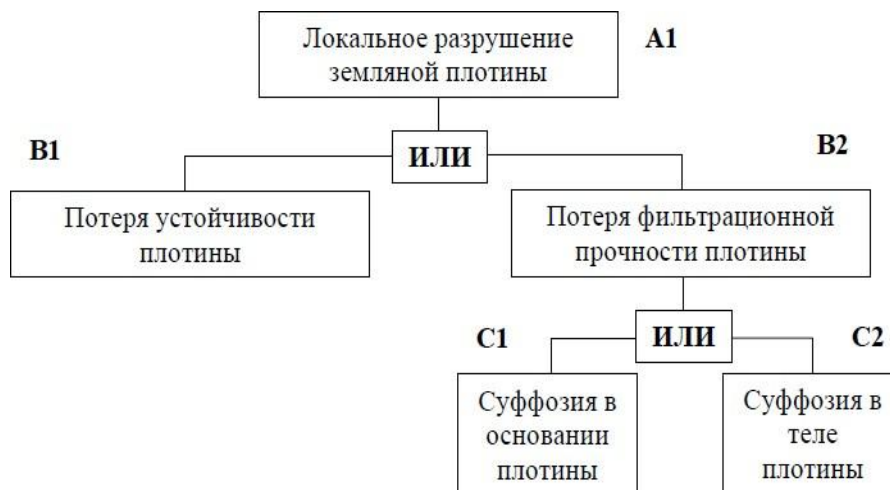 Локальное разрушение
земляной плотины
A1
B1
ИЛИ
B2
Потеря устойчивости
плотины
Потеря фильтрационной
прочности плотины
C1
ИЛИ
C2
Суффозия в
основании
плотины
Суффозия в
теле
плотины